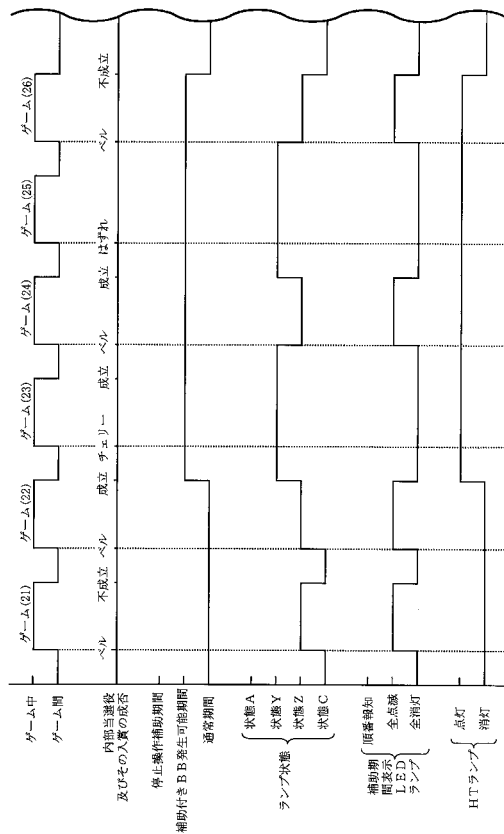 ゲーム中
ゲーム間
ゲーム(21)
ゲーム(22)
ゲーム(23)
ゲーム(24)
ゲーム(25)
ゲーム(26)
内部当選役
及びその入賞の成否
ベル
不成立
ベル
成立
チェリー
成立
ベル
成立
はずれ
ベル
不成立
停止操作補助期間
補助付きBB発生可能期間
通常期間
ランプ状態
状態A
状態Y
状態Z
状態C
補助期
間表示
LED
ランプ
順番報知
全点滅
全消灯
HTランプ
点灯
消灯